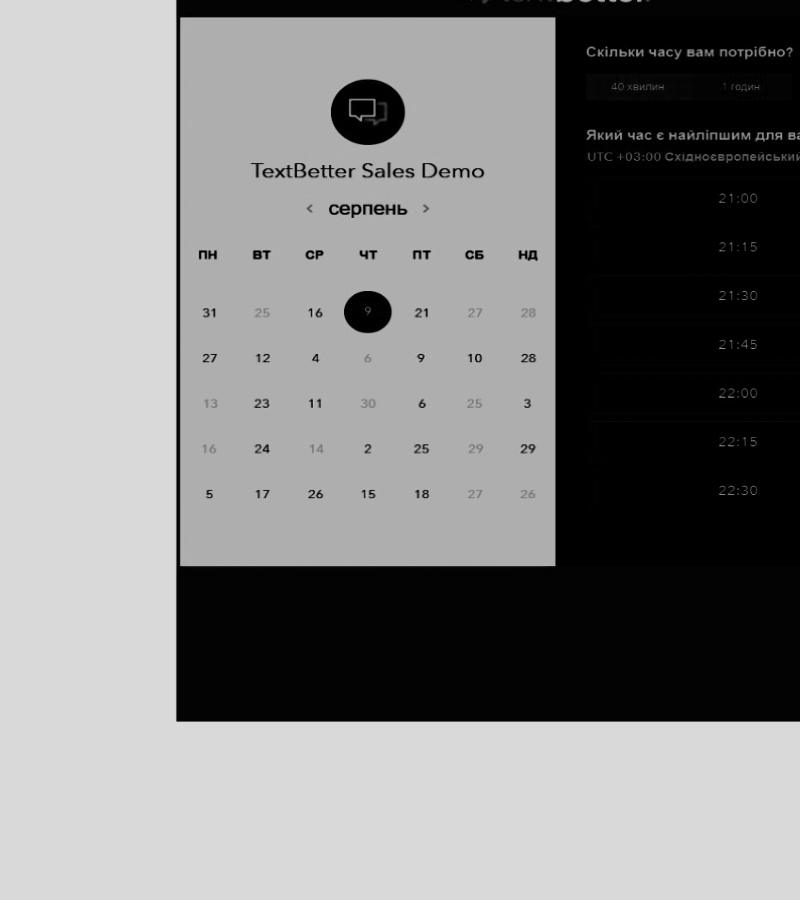 TextBetter Sales Demo
< серпень >
ПН ВТ СР ЧТ ПТ СБ НД
31 25 16 9 21 27 28
27 12 4 6 9 10 28
13 23 11 30 6 25 3
16 24 14 2 25 29 29
5 17 26 15 18 27 26
Скільки часу вам потрібно?
40 хвилин 1 годин
Який час є найліпшим для
UTC +03:00 Східноєвропейський
21:00
21:15
21:30
21:45
22:00
22:15
22:30